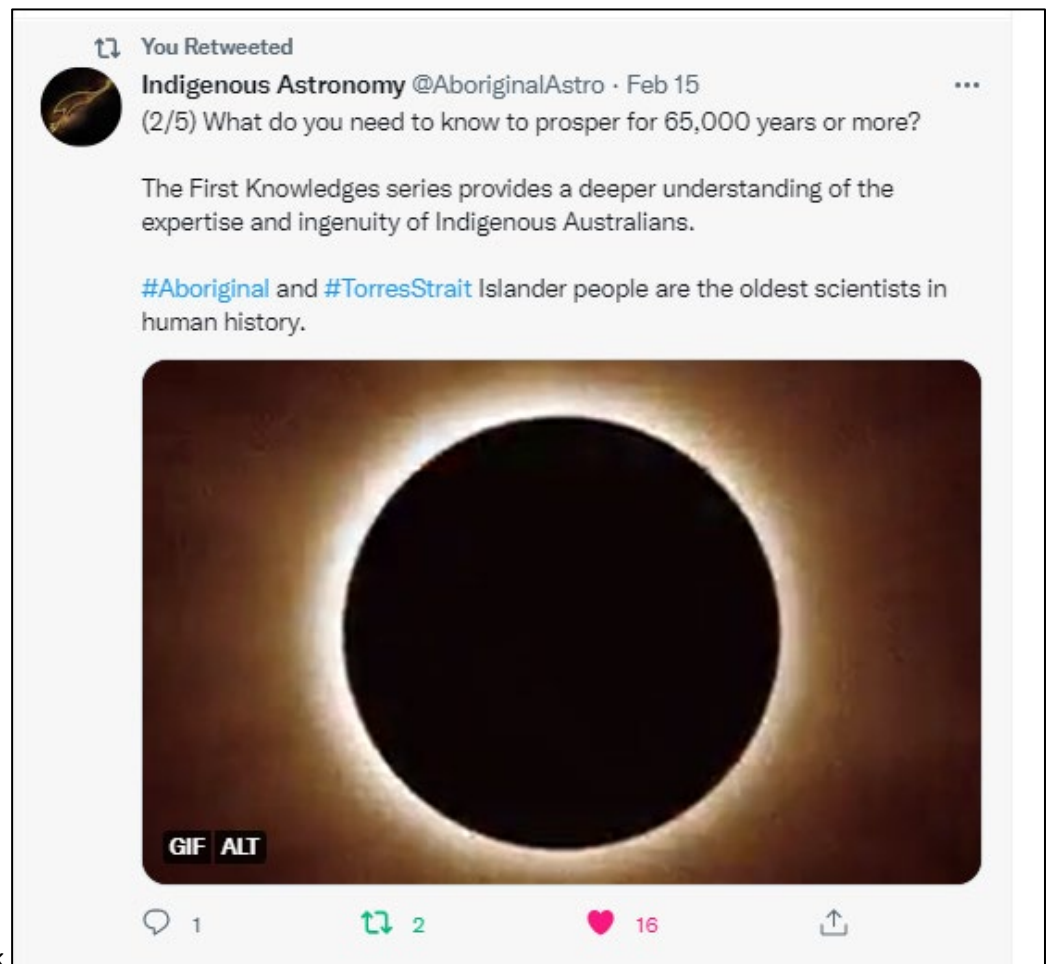 You Retweeted
Indigenous Astronomy @AboriginalAstro · Feb 15
(2/5) What do you need to know to prosper for 65,000 years or more?
The First Knowledges series provides a deeper understanding of the
expertise and ingenuity of Indigenous Australians.
#Aboriginal and #TorresStrait Islander people are the oldest scientists in
human history.
GIF ALT
1 2 16